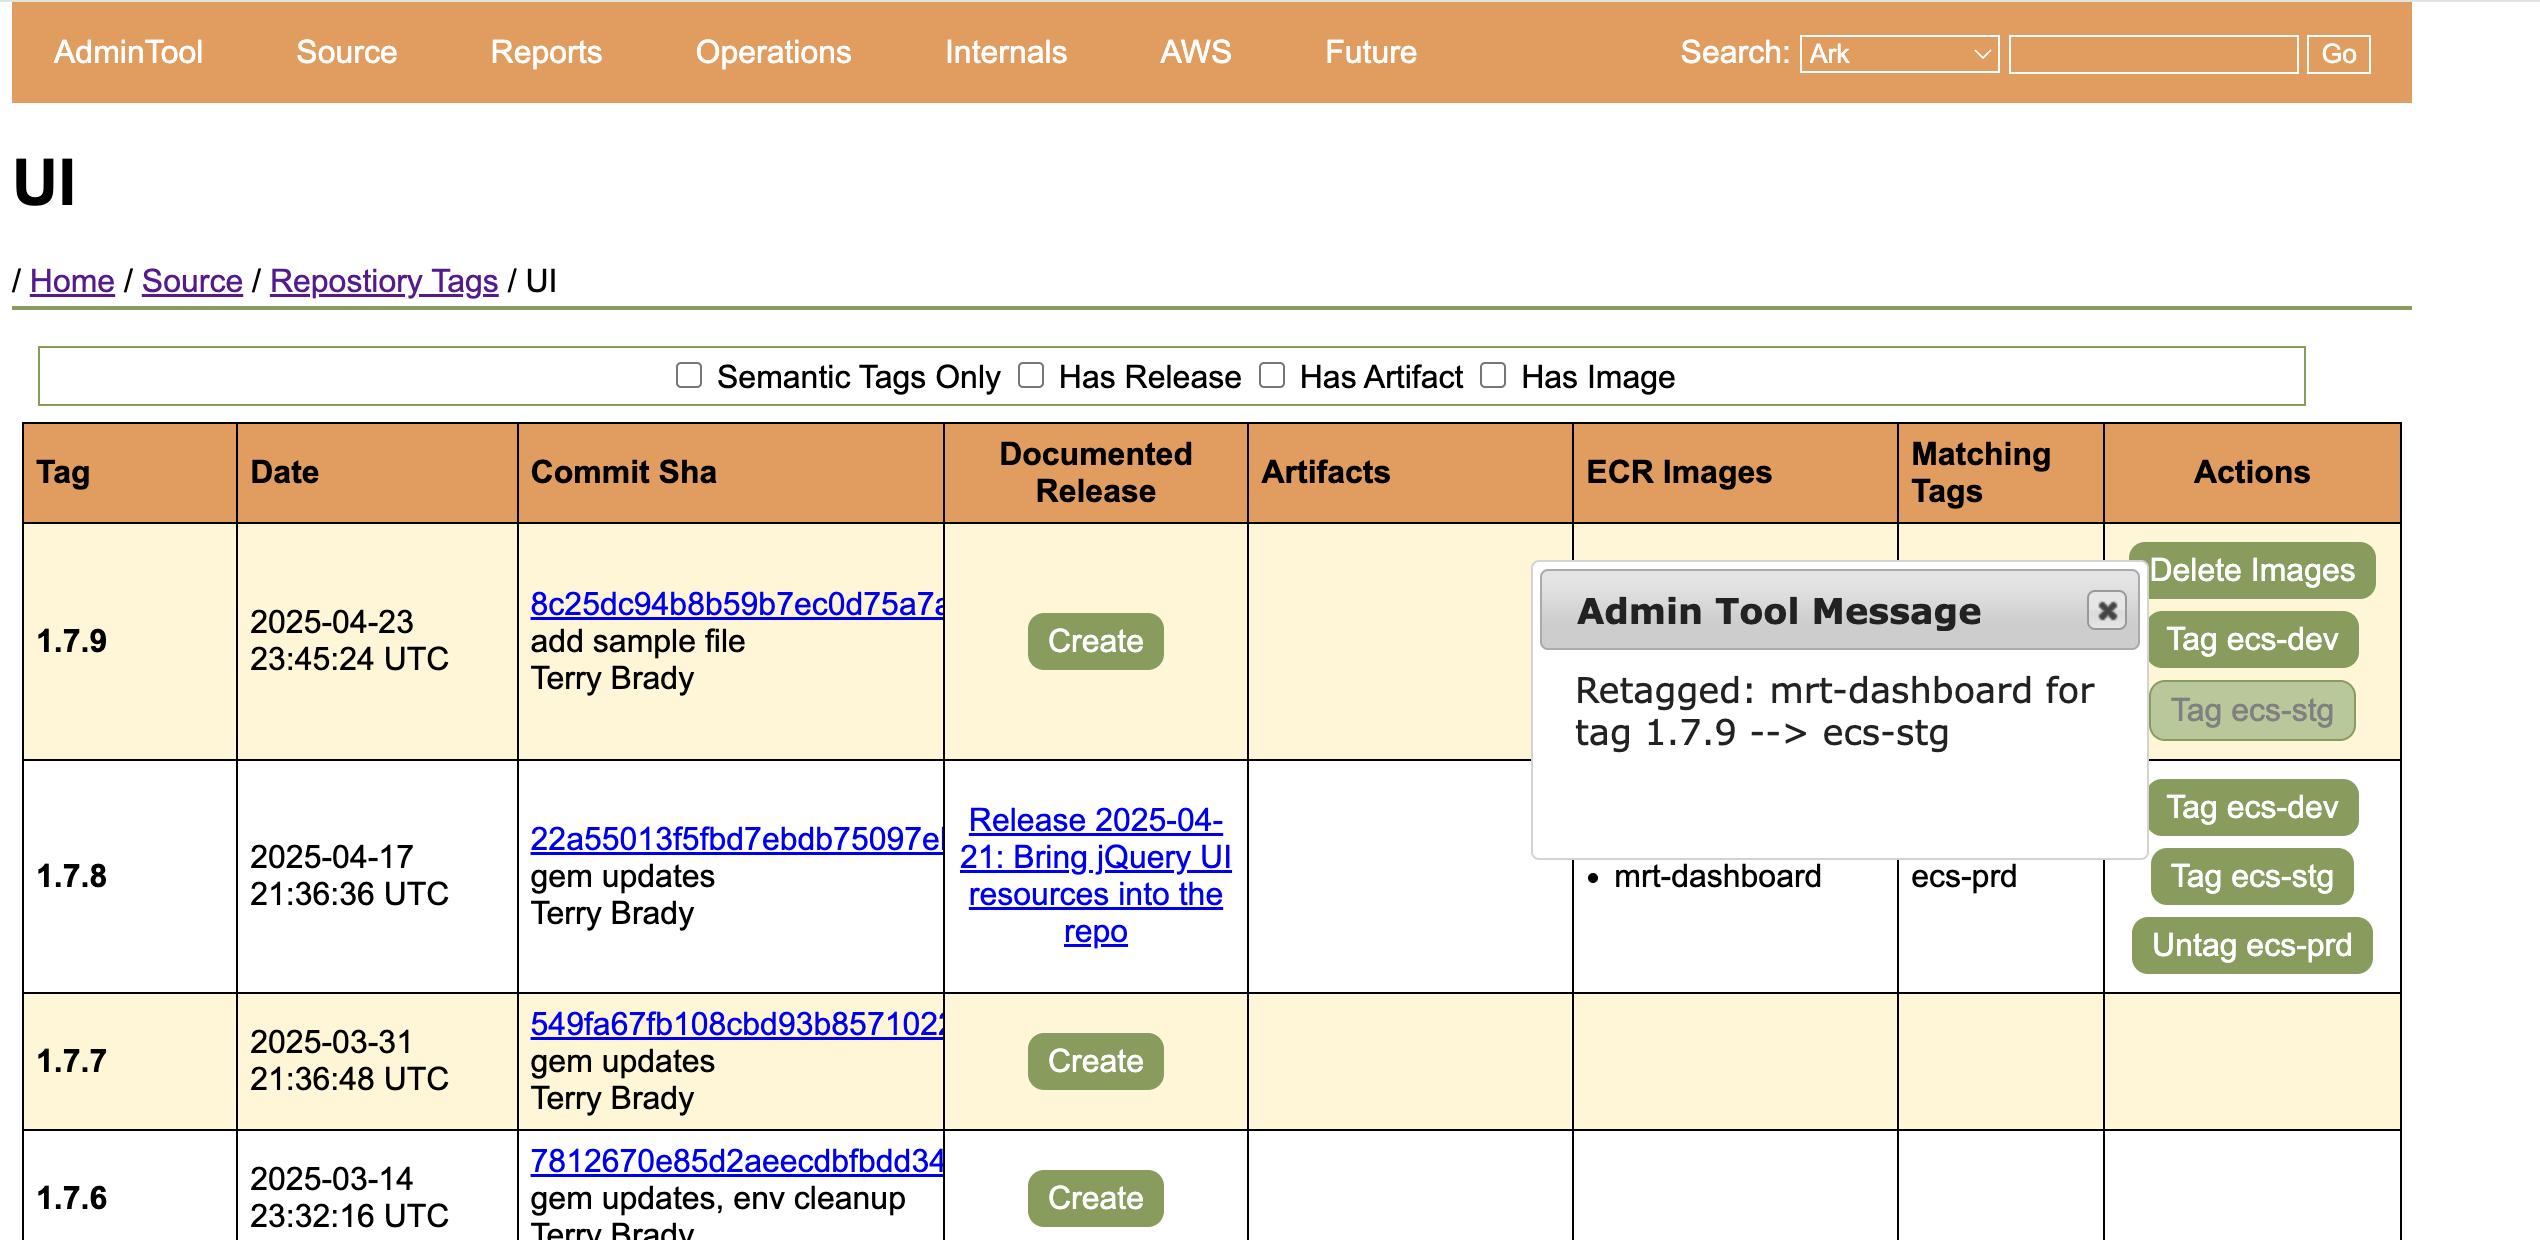 AdminTool Source Reports Operations Internals AWS Future Search: Ark Go
UI
/ Home / Source / Repostiory Tags / UI
Semantic Tags Only Has Release Has Artifact Has Image
Tag Date Commit Sha Documented Release Artifacts ECR Images Matching Tags Actions
1.7.9
2025-04-23
23:45:24 UTC
8c25dc94b8b59b7ec0d75a7a
add sample file
Terry Brady
Create
Delete Images
Tag ecs-dev
Tag ecs-stg
Admin Tool Message
Retagged: mrt-dashboard for
tag 1.7.9 --> ecs-stg
1.7.8
2025-04-17
21:36:36 UTC
22a55013f5fbd7ebdb75097e
gem updates
Terry Brady
Release 2025-04-
21: Bring jQuery UI
resources into the
repo
mrt-dashboard
ecs-prd
Tag ecs-dev
Tag ecs-stg
Untag ecs-prd
1.7.7
2025-03-31
21:36:48 UTC
549fa67fb108cbd93b8571022
gem updates
Terry Brady
Create
1.7.6
2025-03-14
23:32:16 UTC
7812670e85d2aeecdbfbdd34
gem updates, env cleanup
Terry Brady
Create